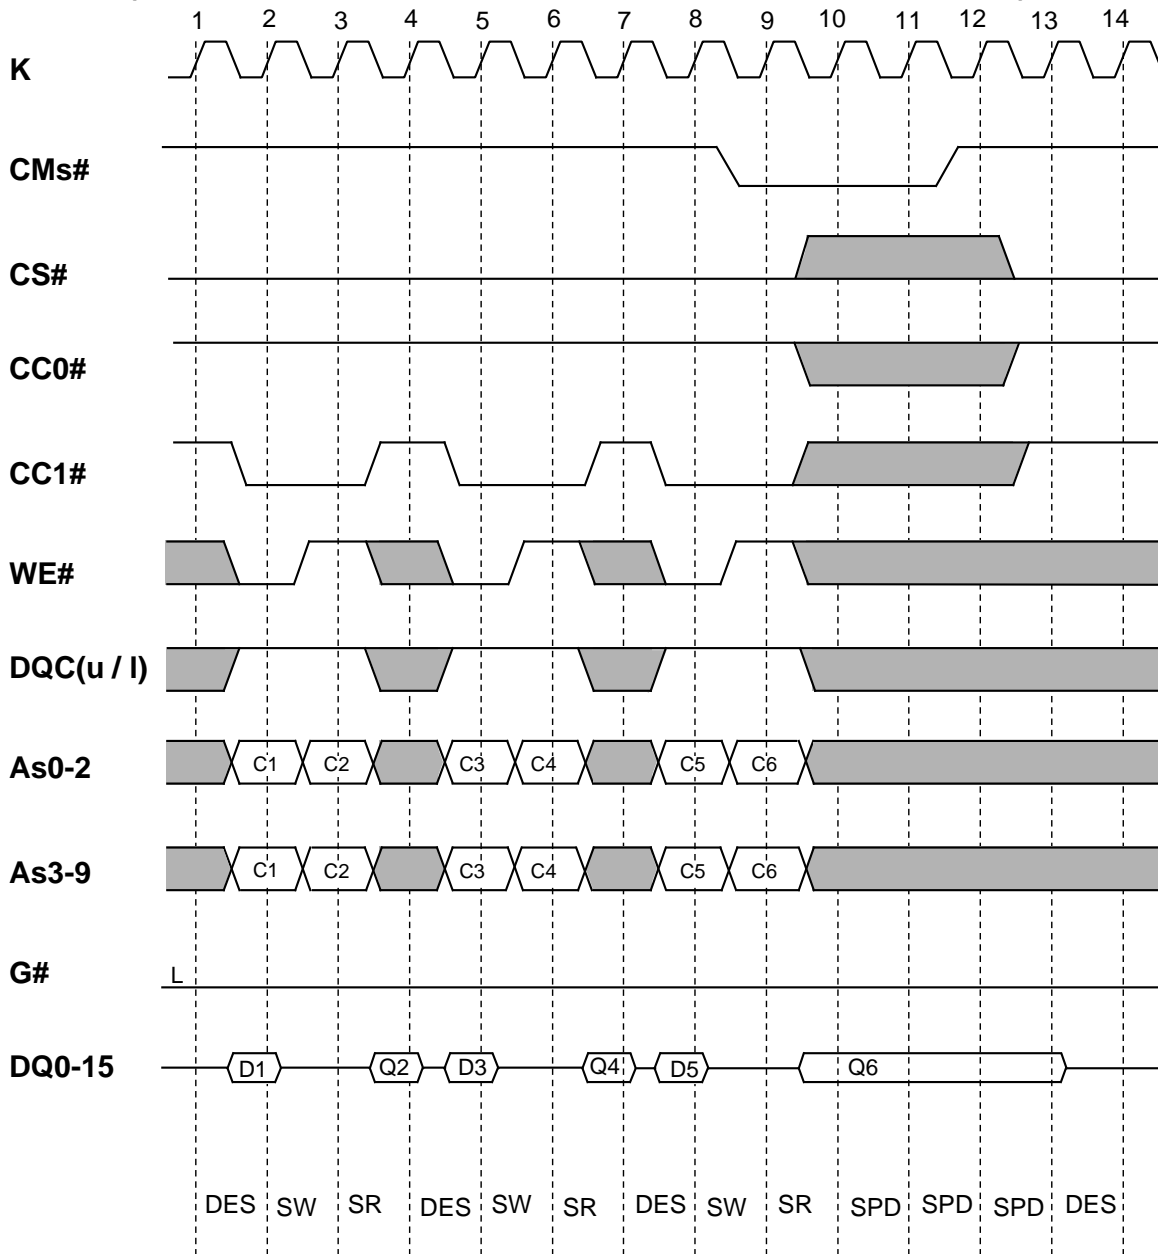 1 2 3 4 5 6 7 8 9 10 11 12 13 14
K
CMs#
CS#
CC0#
CC1#
WE#
DQC(u / l)
As0-2 C1 C2 C3 C4 C5 C6
As3-9 C1 C2 C3 C4 C5 C6
G# L
DQ0-15 D1 Q2 D3 Q4 D5 Q6
DES SW SR DES SW SR DES SW SR SPD SPD SPD DES